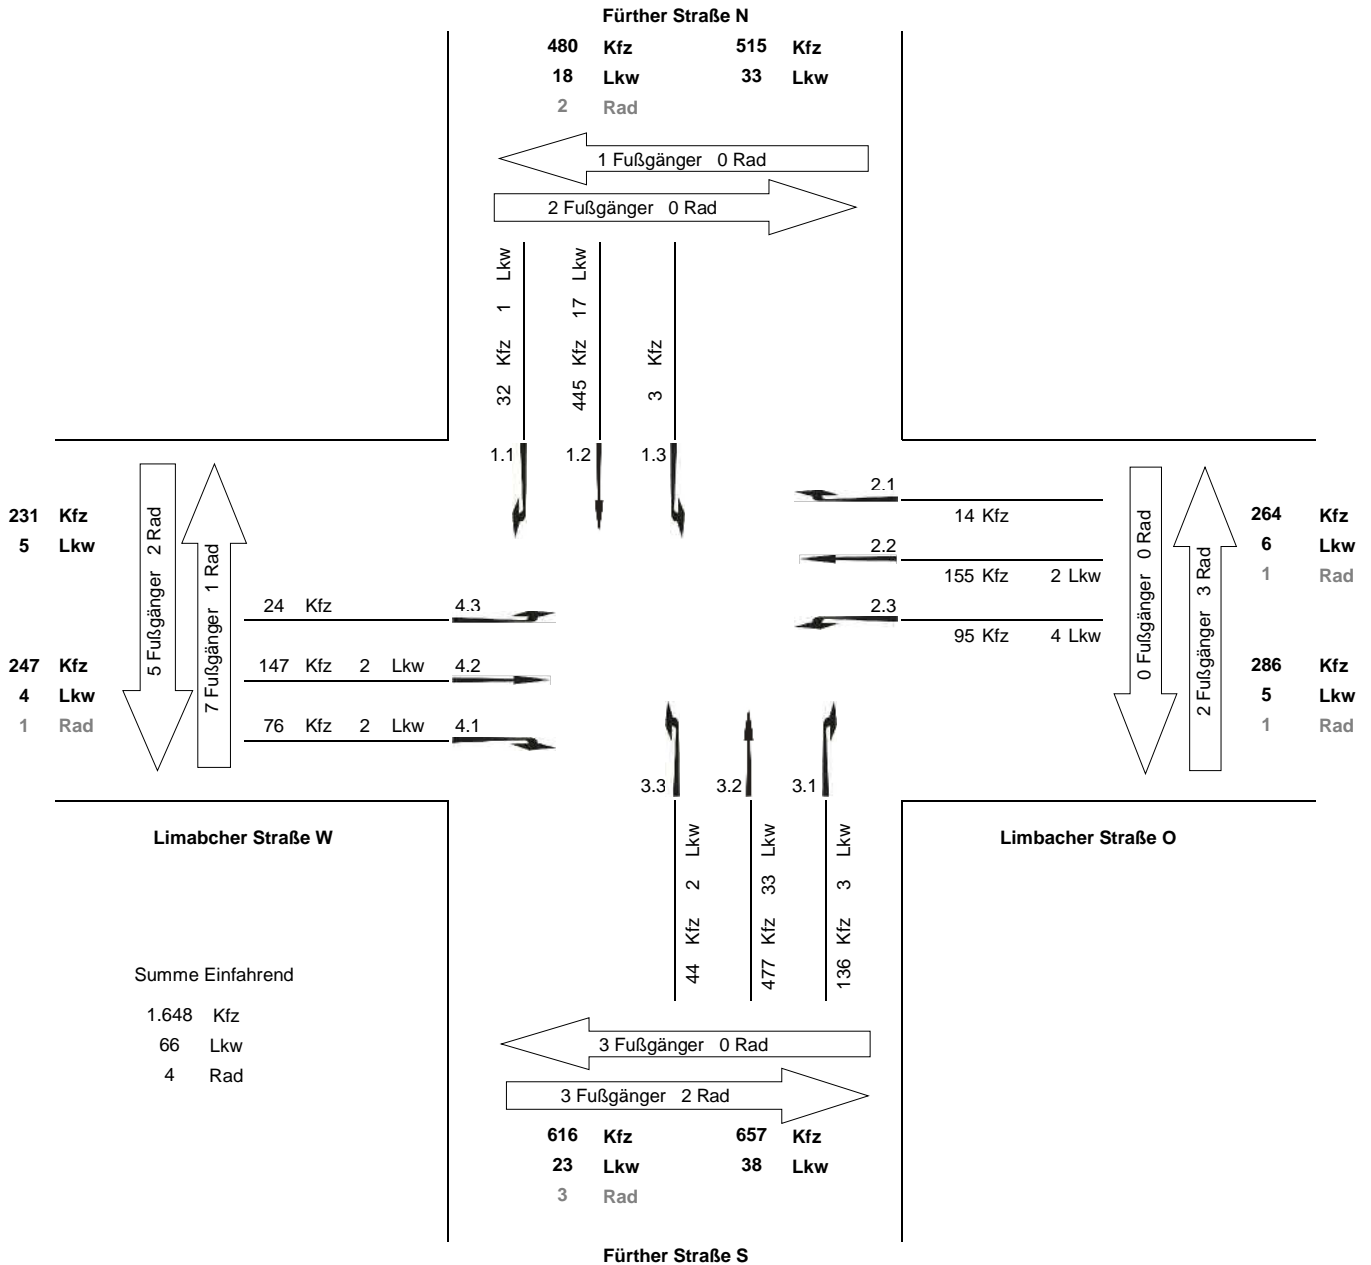 Fürther Straße N
480 Kfz 515 Kfz
18 Lkw 33 Lkw
2 Rad
1 Fußgänger 0 Rad
2 Fußgänger 0 Rad
32 Kfz 1 Lkw
445 Kfz 17 Lkw
3 Kfz
1.1 1.2 1.3
231 Kfz
5 Lkw
5 Fußgänger 2 Rad
7 Fußgänger 1 Rad
247 Kfz
4 Lkw
1 Rad
24 Kfz 4.3
147 Kfz 2 Lkw 4.2
76 Kfz 2 Lkw 4.1
2.1
14 Kfz
2.2
155 Kfz 2 Lkw
2.3
95 Kfz 4 Lkw
0 Fußgänger 0 Rad
2 Fußgänger 3 Rad
264 Kfz
6 Lkw
1 Rad
286 Kfz
5 Lkw
1 Rad
3.3 3.2 3.1
44 Kfz 2 Lkw
477 Kfz 33 Lkw
136 Kfz 3 Lkw
Limabcher Straße W
Limbacher Straße O
Summe Einfahrend
1.648 Kfz
66 Lkw
4 Rad
3 Fußgänger 0 Rad
3 Fußgänger 2 Rad
616 Kfz 657 Kfz
23 Lkw 38 Lkw
3 Rad
Fürther Straße S